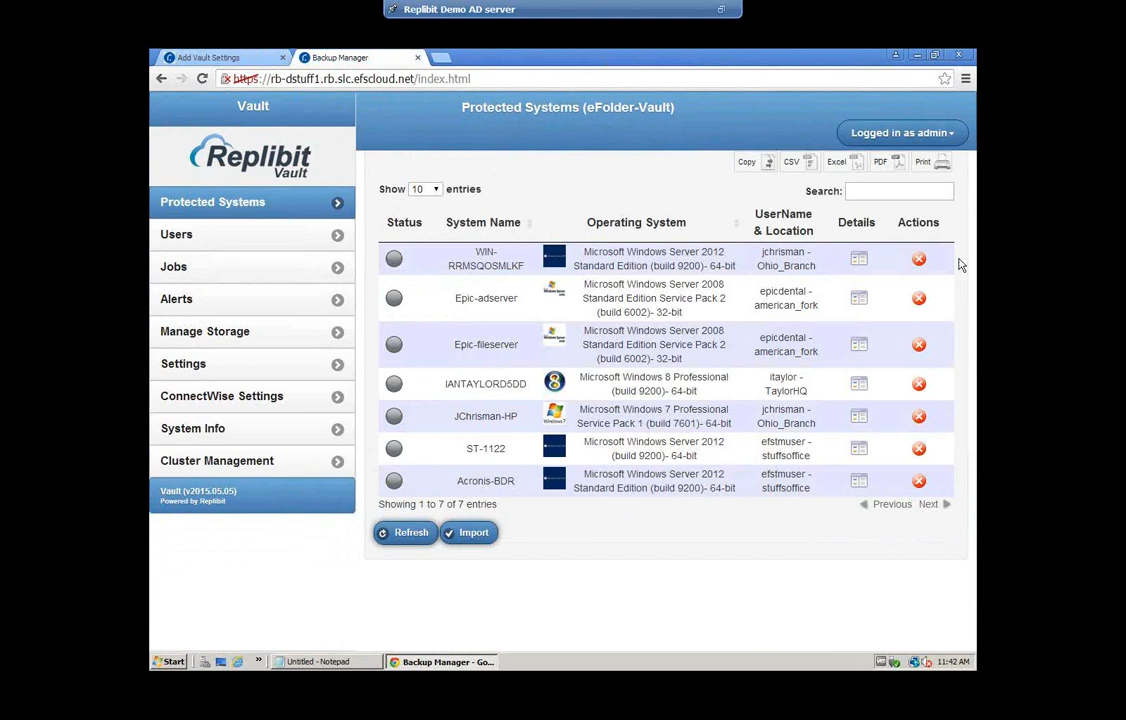 Replibit Demo AD server
Add Vault Settings
Backup Manager
https://rb-dstuff1.rb.slc.efscloud.net/index.html
Vault
Protected Systems (eFolder-Vault)
Logged in as admin
Replibit
Vault
Copy
CSV
Excel
PDF
Print
Show 10 entries
Search:
Protected Systems
Users
Jobs
Alerts
Manage Storage
Settings
ConnectWise Settings
System Info
Cluster Management
Vault (v2015.05.05)
Powered by Replibit
Status
System Name
Operating System
UserName
& Location
Details
Actions
WIN-
RRMSQOSMLKF
Microsoft Windows Server 2012
Standard Edition (build 9200)- 64-bit
jchrisman -
Ohio_Branch
Epic-adserver
Microsoft Windows Server 2008
Standard Edition Service Pack 2
(build 6002)- 32-bit
epicdental -
american_fork
Epic-fileserver
Microsoft Windows Server 2008
Standard Edition Service Pack 2
(build 6002)- 32-bit
epicdental -
american_fork
IANTAYLORD5DD
Microsoft Windows 8 Professional
(build 9200)- 64-bit
itaylor -
TaylorHQ
JChrisman-HP
Microsoft Windows 7 Professional
Service Pack 1 (build 7601)- 64-bit
jchrisman -
Ohio_Branch
ST-1122
Microsoft Windows Server 2012
(build 9200)- 64-bit
efstmuser -
stuffsoffice
Acronis-BDR
Microsoft Windows Server 2012
Standard Edition (build 9200)- 64-bit
efstmuser -
stuffsoffice
Showing 1 to 7 of 7 entries
Previous
Next
Refresh
Import
Start
Untitled - Notepad
Backup Manager - Go...
11:42 AM